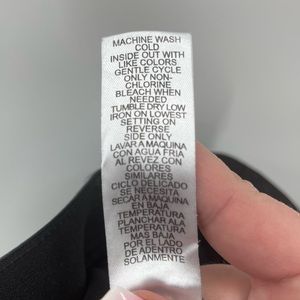 MACHINE WASH
COLD
INSIDE OUT WITH
LIKE COLORS
GENTLE CYCLE
ONLY NON-
CHLORINE
BLEACH WHEN
NEEDED
TUMBLE DRY LOW
IRON ON LOWEST
SETTING ON
REVERSE
SIDE ONLY
LAVAR A MAQUINA
CON AGUA FRIA
AL REVEZ CON
COLORES
SIMILARES
CICLO DELICADO
SE NECESITA
SECAR A MAQUINA
EN BAJA
TEMPERATURA
PLANCHAR ALA
TEMPERATURA
MAS BAJA
POR EL LADO
DE ADENTRO
SOLANMENTE